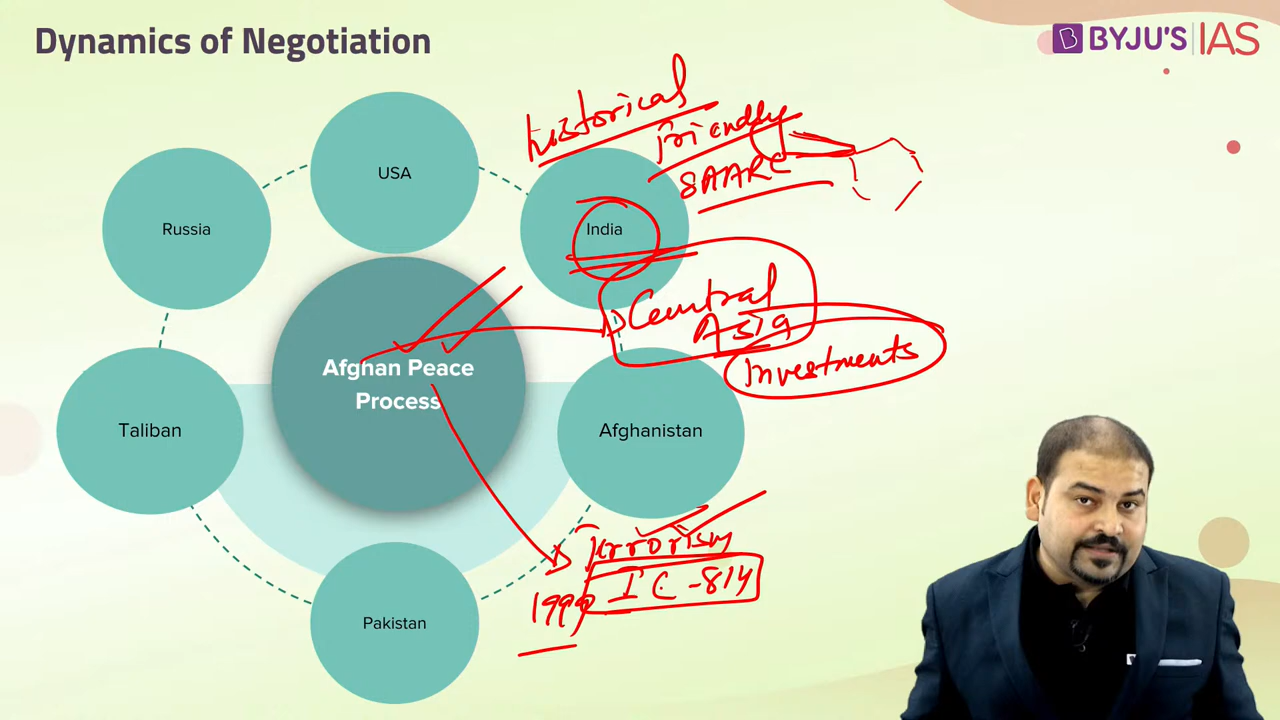 Dynamics of Negotiation
BYJU'S IAS
USA
Russia
India
Afghan Peace
Process
Taliban
Afghanistan
Pakistan
Historical
friendly
SAARC
Central
Asia
Investments
Terrorism
IC-814
1999